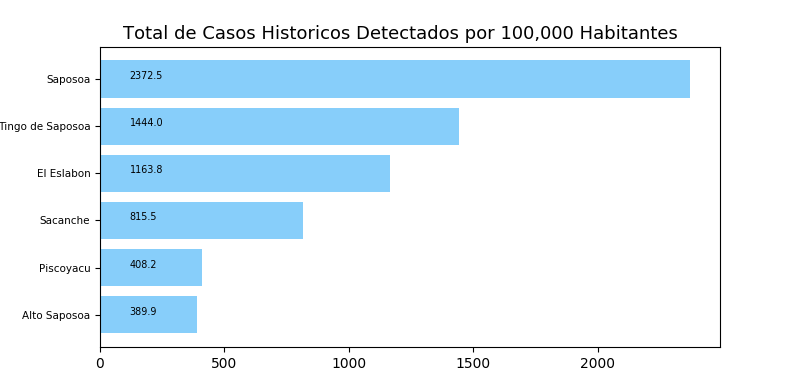 Total de Casos Historicos Detectados por 100,000 Habitantes
Saposoa 2372.5
Tingo de Saposoa 1444.0
El Eslabon 1163.8
Sacanche 815.5
Piscoyacu 408.2
Alto Saposoa 389.9
0 500 1000 1500 2000